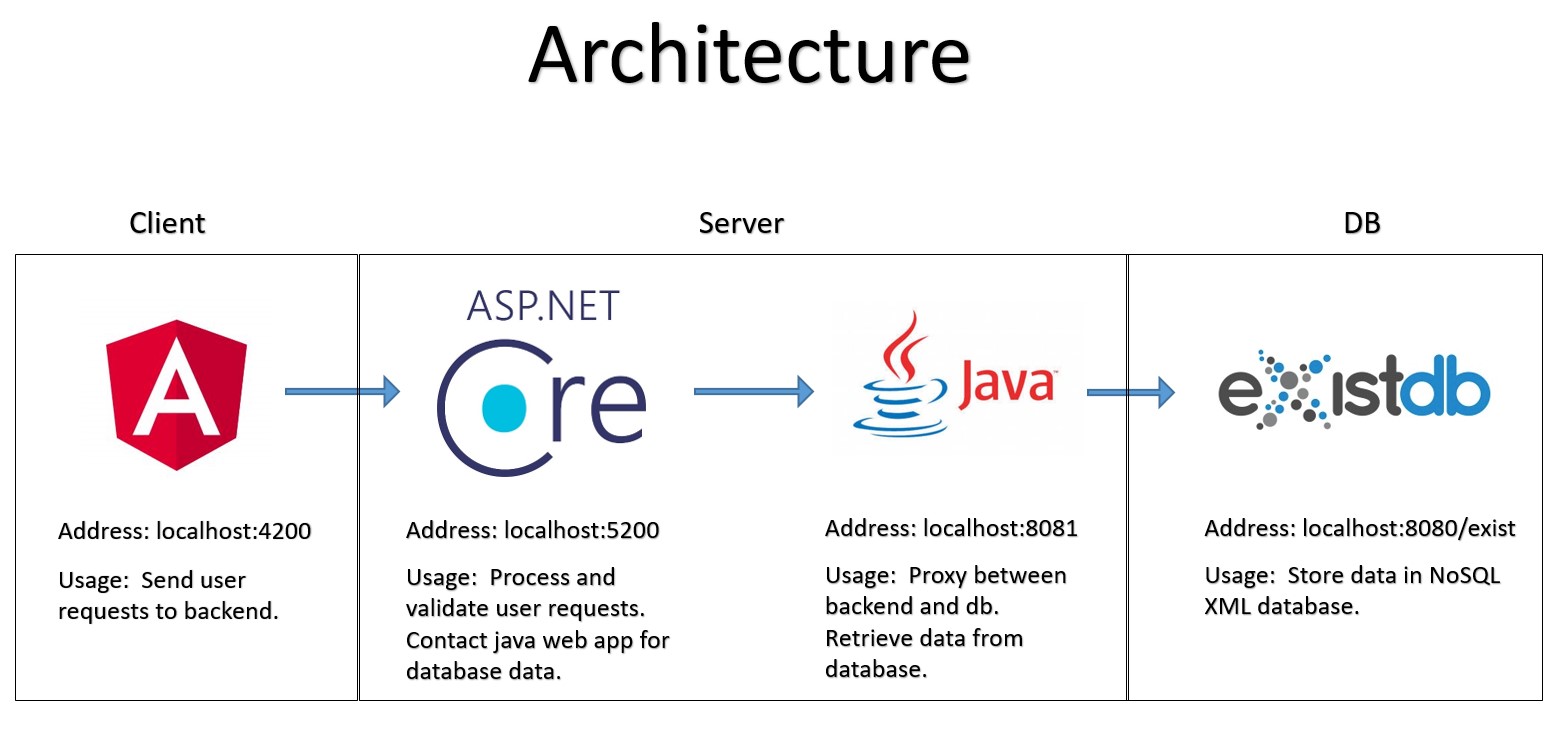 Architecture
Client
Server
DB
A
ASP.NET
Core
Java™
existdb
Address: localhost:4200
Usage: Send user
requests to backend.
Address: localhost:5200
Usage: Process and
validate user requests.
Contact java web app for
database data.
Address: localhost:8081
Usage: Proxy between
backend and db.
Retrieve data from
database.
Address: localhost:8080/exist
Usage: Store data in NoSQL
XML database.